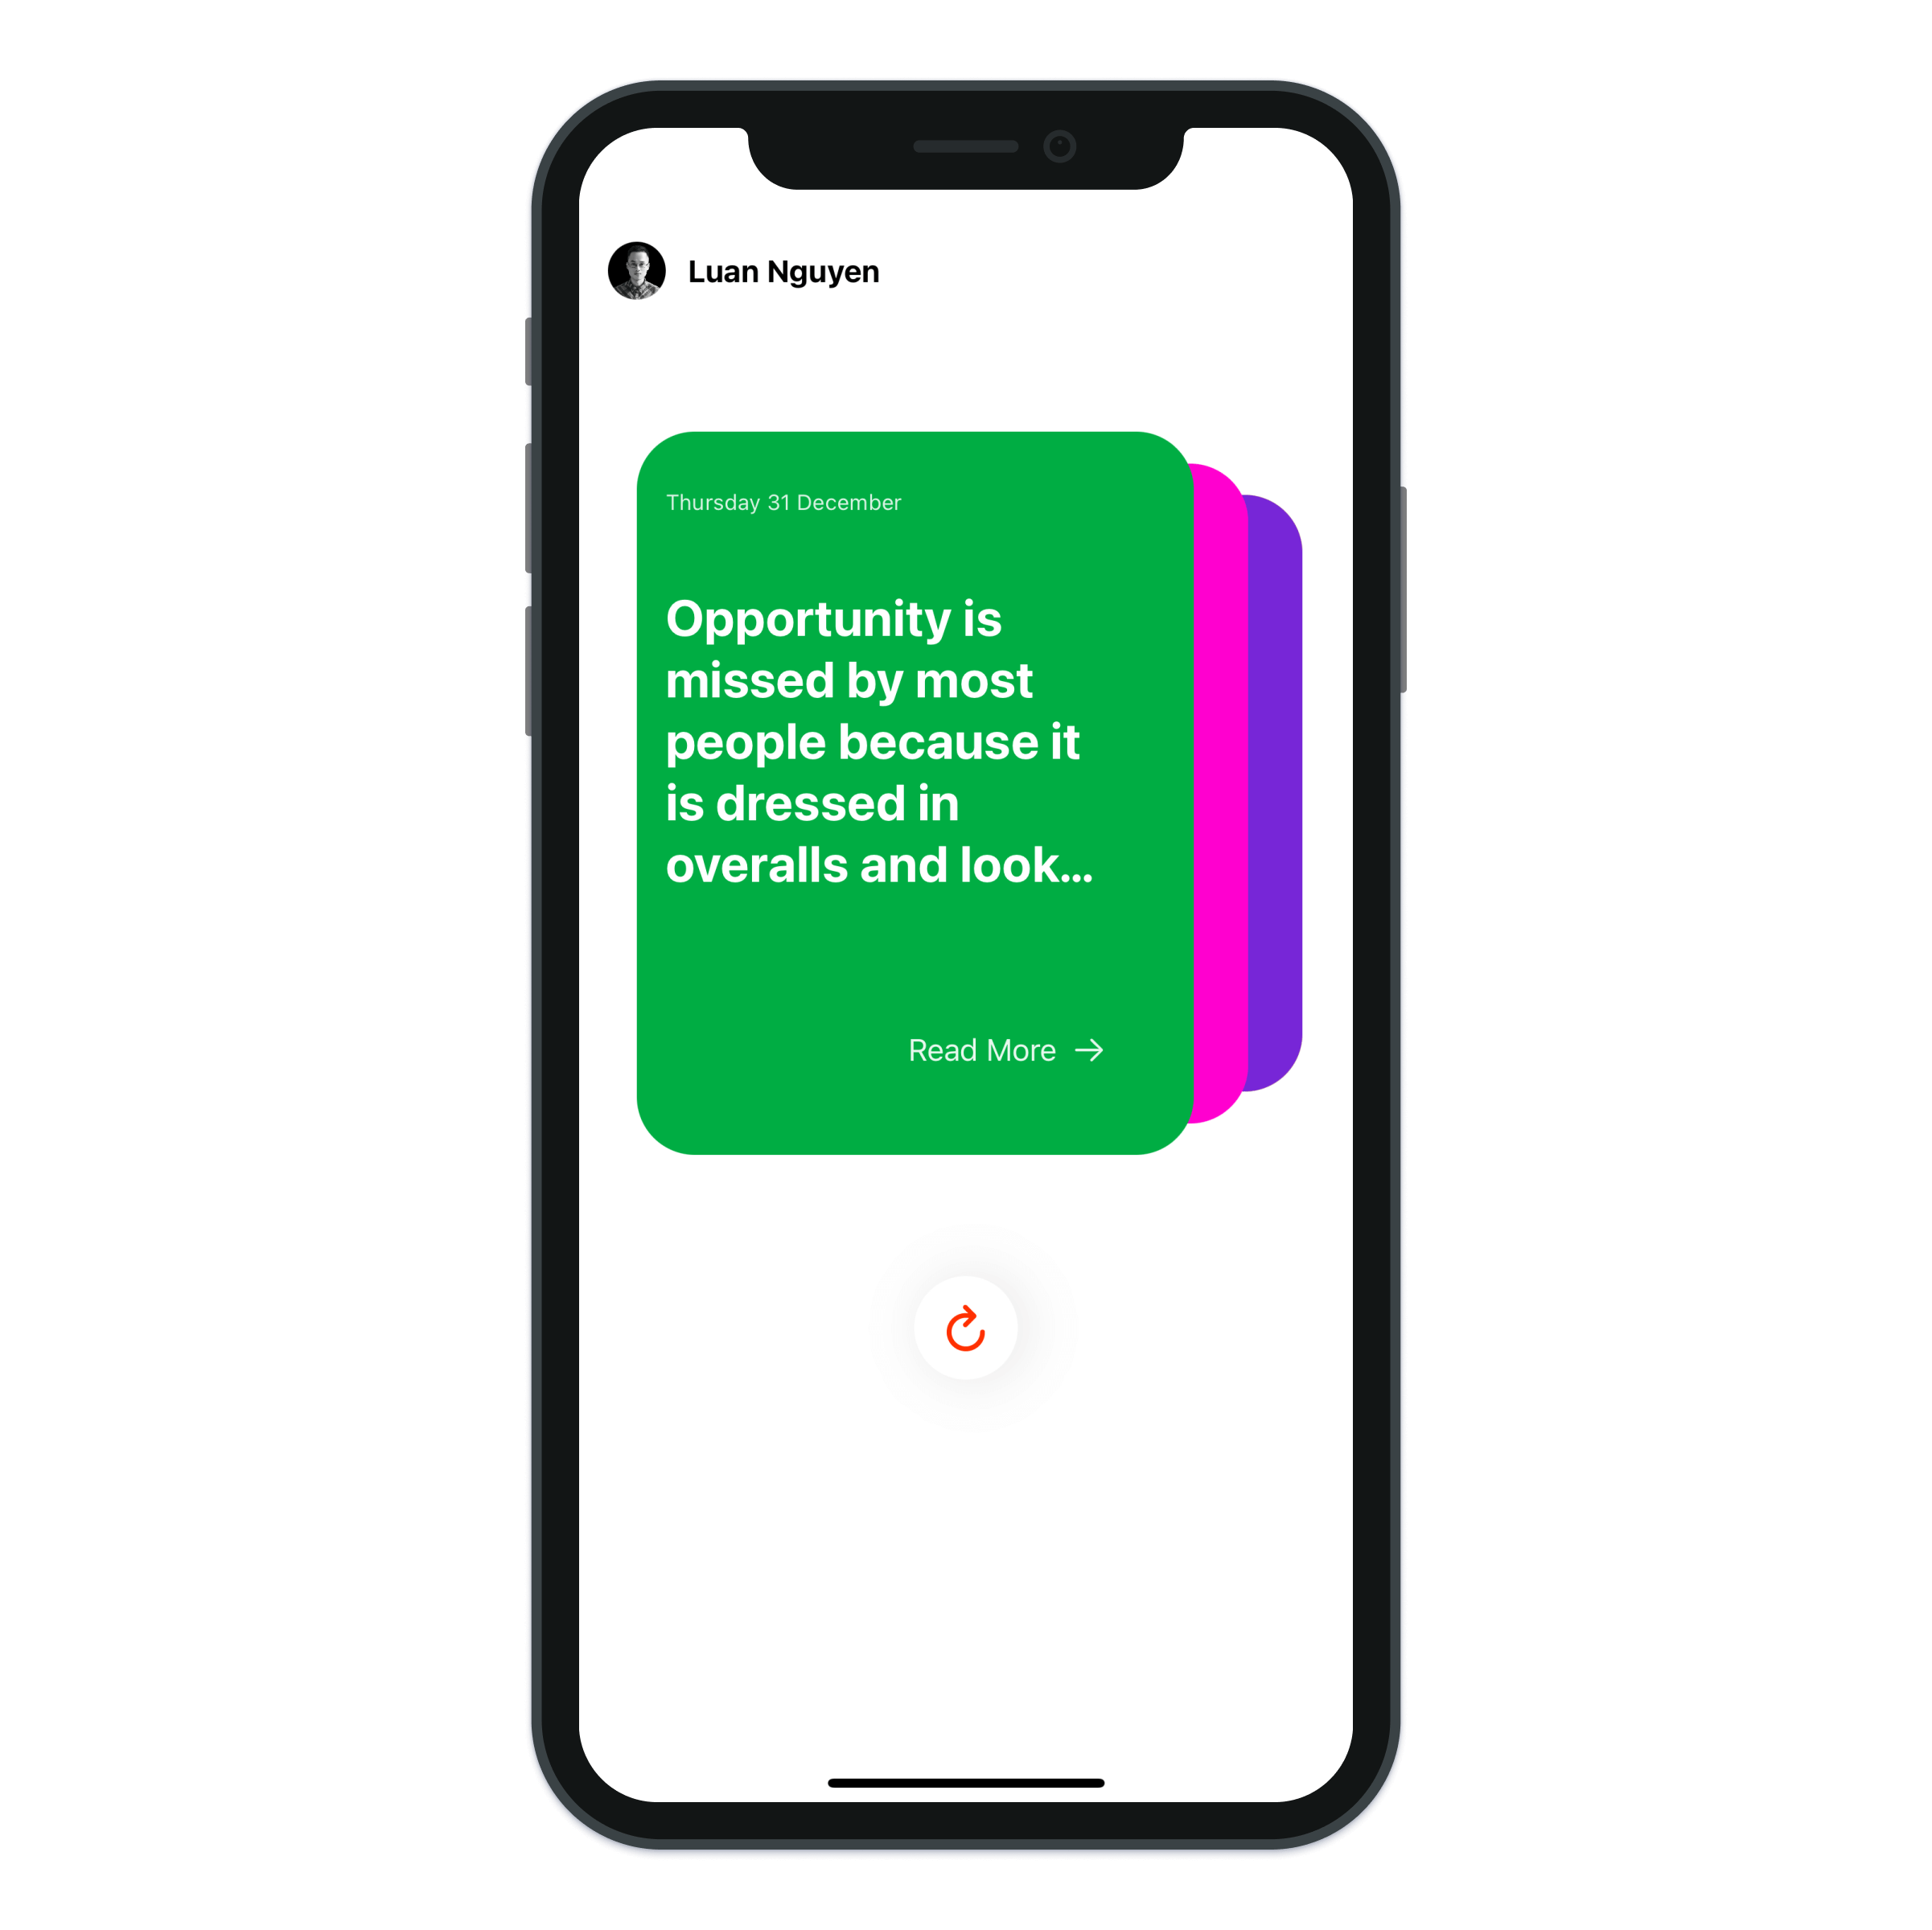 Luan Nguyen
Thursday 31 December
Opportunity is
missed by most
people because it
is dressed in
overalls and look...
Read More